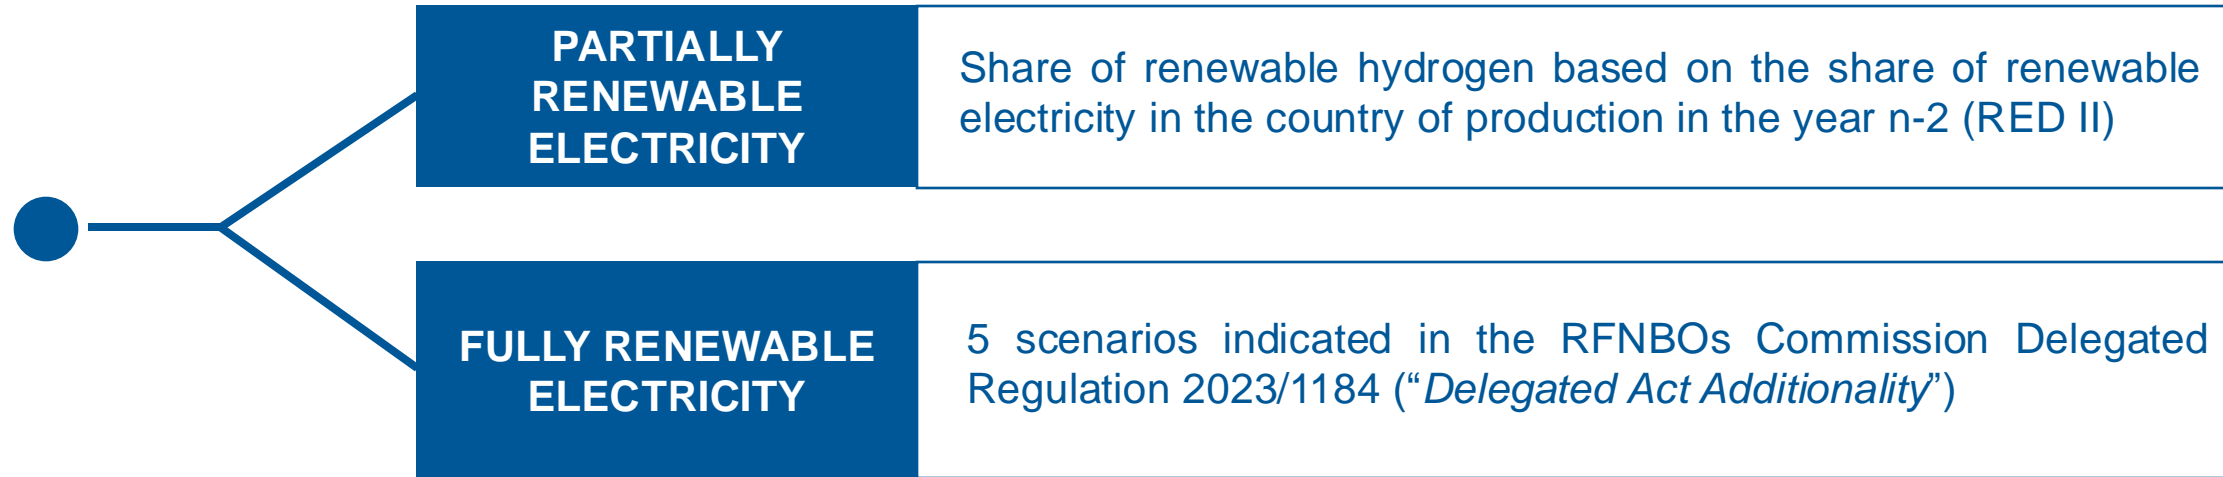 PARTIALLY
RENEWABLE
ELECTRICITY
Share of renewable hydrogen based on the share of renewable
electricity in the country of production in the year n-2 (RED II)
FULLY RENEWABLE
ELECTRICITY
5 scenarios indicated in the RFNBOs Commission Delegated
Regulation 2023/1184 (“Delegated Act Additionality”)